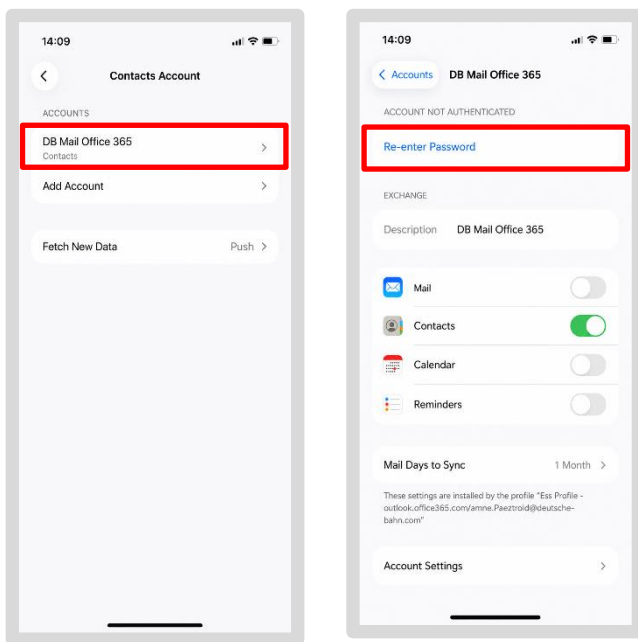 14:09
Contacts Account
ACCOUNTS
DB Mail Office 365
Contacts
Add Account
Fetch New Data Push
14:09
Accounts DB Mail Office 365
ACCOUNT NOT AUTHENTICATED
Re-enter Password
EXCHANGE
Description DB Mail Office 365
Mail
Contacts
Calendar
Reminders
Mail Days to Sync 1 Month
These settings are installed by the profile "Ess Profile -
outlook.office365.com/amne.Paeztroid@deutsche-
bahn.com"
Account Settings